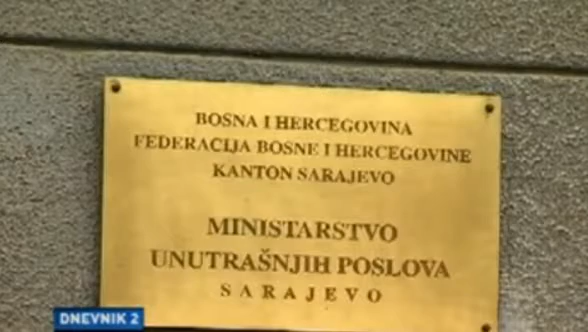 BOSNA I HERCEGOVINA
FEDERACIJA BOSNE I HERCEGOVINE
KANTON SARAJEVO
MINISTARSTVO
UNUTRAŠNJIH POSLOVA
SARAJEVO
DNEVNIK 2